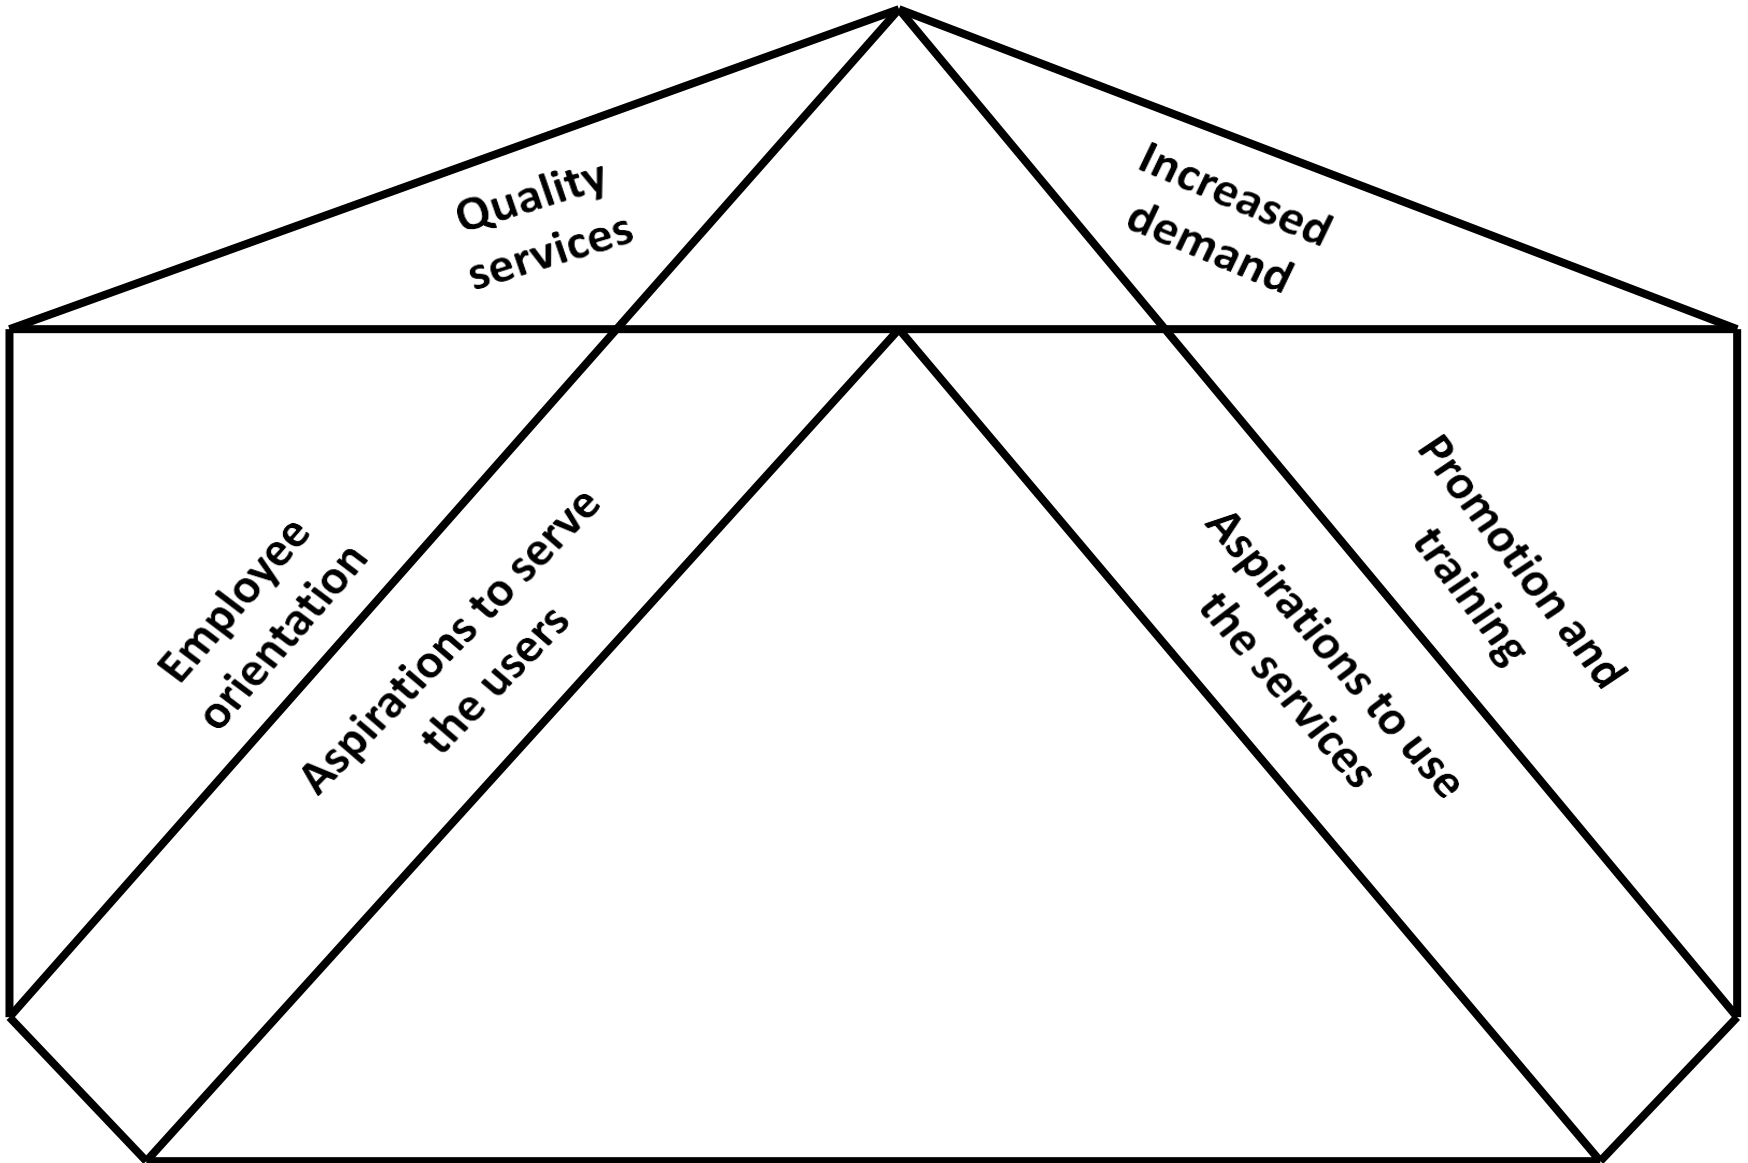 Quality
services
Increased
demand
Employee
orientation
Aspirations to serve
the users
Aspirations to use
the services
Promotion and
training